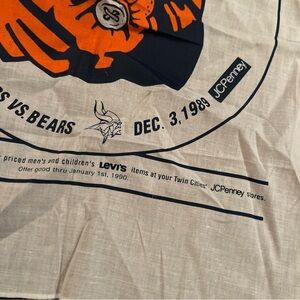 VS. BEARS DEC. 3, 1989 JCPenney
priced men's and children's Levi's items at your Twin Cities' JCPenney stores.
Offer good thru January 1st, 1990.